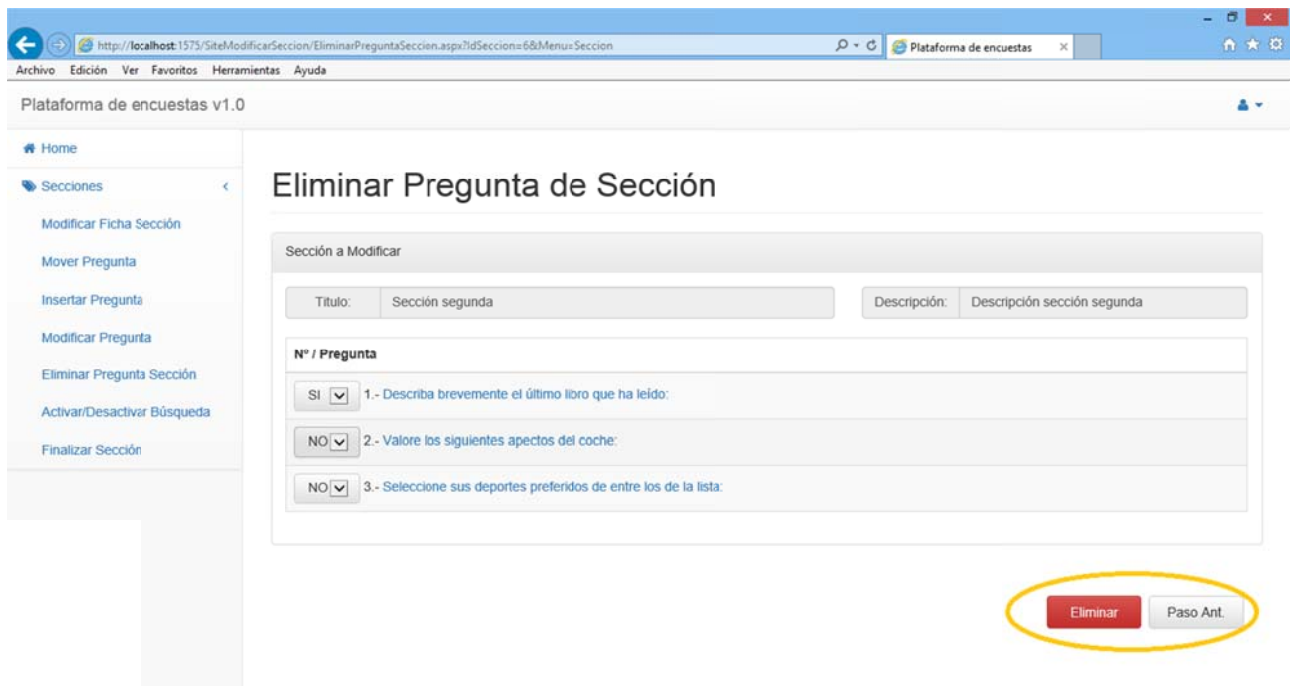 http://localhost:1575/SiteModificarSeccion/EliminarPreguntaSeccion.aspx?IdSeccion=6&Menu=Seccion
Plataforma de encuestas
Archivo Edición Ver Favoritos Herramientas Ayuda
Plataforma de encuestas v1.0
Home
Secciones
Modificar Ficha Sección
Mover Pregunta
Insertar Pregunta
Modificar Pregunta
Eliminar Pregunta Sección
Activar/Desactivar Búsqueda
Finalizar Sección
Eliminar Pregunta de Sección
Sección a Modificar
Titulo: Sección segunda Descripción: Descripción sección segunda
Nº / Pregunta
SI 1.- Describa brevemente el último libro que ha leído:
NO 2.- Valore los siguientes apectos del coche:
NO 3.- Seleccione sus deportes preferidos de entre los de la lista:
Eliminar Paso Ant.